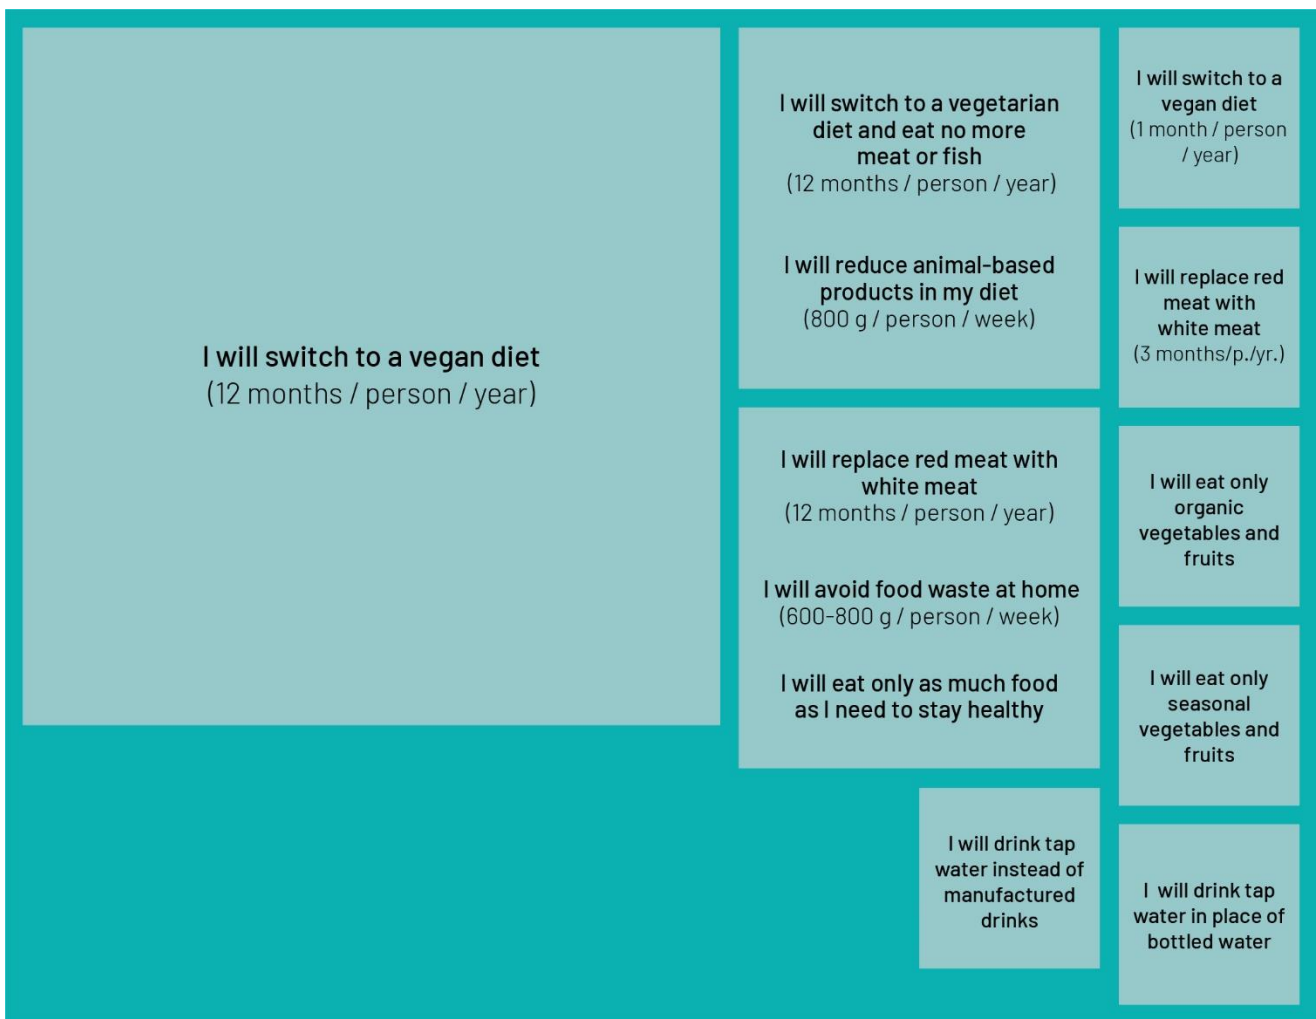 I will switch to a vegan diet
(12 months / person / year)
I will switch to a vegetarian
diet and eat no more
meat or fish
(12 months / person / year)
I will reduce animal-based
products in my diet
(800 g / person / week)
I will replace red meat with
white meat
(12 months / person / year)
I will avoid food waste at home
(600-800 g / person / week)
I will eat only as much food
as I need to stay healthy
I will drink tap
water instead of
manufactured
drinks
I will switch to a
vegan diet
(1 month / person
/ year)
I will replace red
meat with
white meat
(3 months/p./yr.)
I will eat only
organic
vegetables and
fruits
I will eat only
seasonal
vegetables and
fruits
I will drink tap
water in place of
bottled water